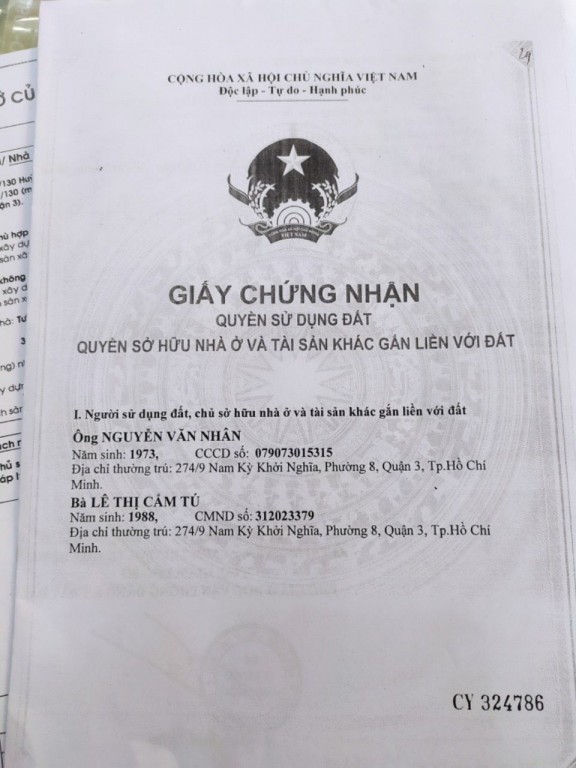 29
CỘNG HÒA XÃ HỘI CHỦ NGHĨA VIỆT NAM
Độc lập - Tự do - Hạnh phúc
VIỆT NAM
GIẤY CHỨNG NHẬN
QUYỀN SỬ DỤNG ĐẤT
QUYỀN SỞ HỮU NHÀ Ở VÀ TÀI SẢN KHÁC GẮN LIỀN VỚI ĐẤT
I. Người sử dụng đất, chủ sở hữu nhà ở và tài sản khác gắn liền với đất
Ông NGUYỄN VĂN NHÂN
Năm sinh: 1973, CCCD số: 079073015315
Địa chỉ thường trú: 274/9 Nam Kỳ Khởi Nghĩa, Phường 8, Quận 3, Tp.Hồ Chí
Minh.
Bà LÊ THỊ CẨM TÚ
Năm sinh: 1988, CMND số: 312023379
Địa chỉ thường trú: 274/9 Nam Kỳ Khởi Nghĩa, Phường 8, Quận 3, Tp.Hồ Chí
Minh.
CY 324786